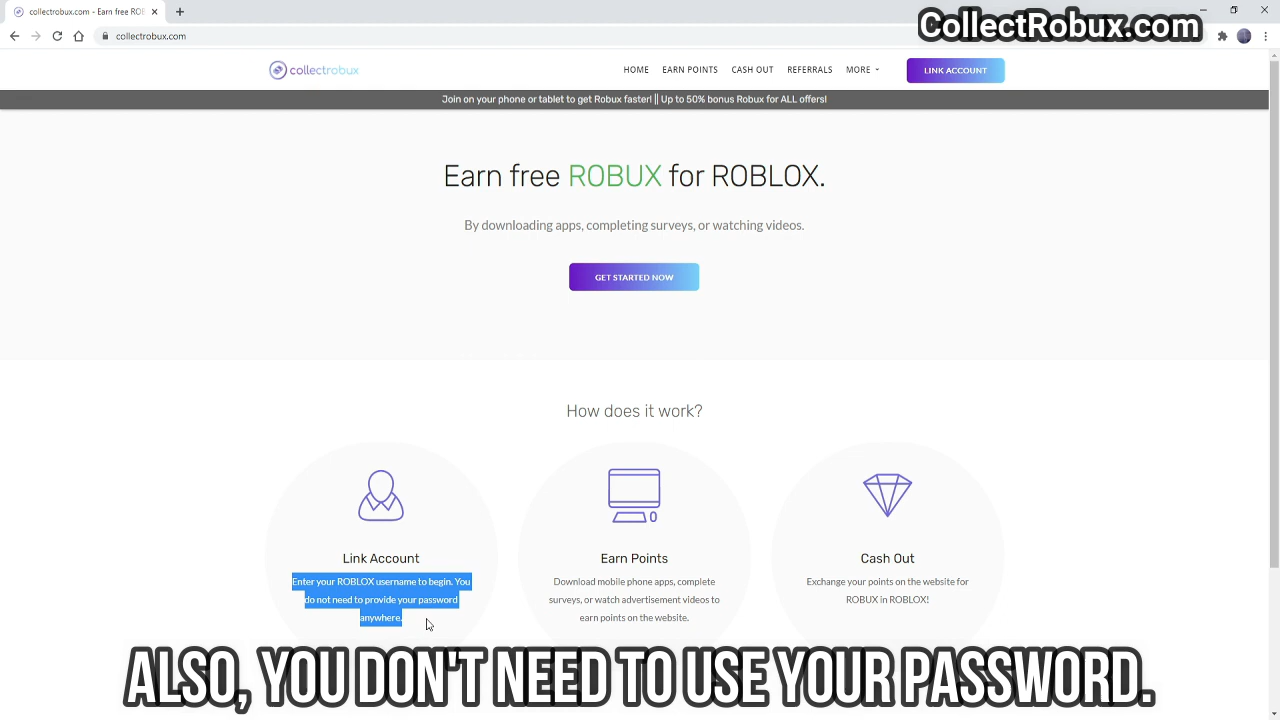 collectrobux.com - Earn free ROB
CollectRobux.com
collectrobux.com
collectrobux
HOME EARN POINTS CASH OUT REFERRALS MORE LINK ACCOUNT
Join on your phone or tablet to get Robux faster! || Up to 50% bonus Robux for ALL offers!
Earn free ROBUX for ROBLOX.
By downloading apps, completing surveys, or watching videos.
GET STARTED NOW
How does it work?
Link Account
Enter your ROBLOX username to begin. You
do not need to provide your password
anywhere.
Earn Points
Download mobile phone apps, complete
surveys, or watch advertisement videos to
earn points on the website.
Cash Out
Exchange your points on the website for
ROBUX in ROBLOX!
ALSO, YOU DON'T NEED TO USE YOUR PASSWORD.